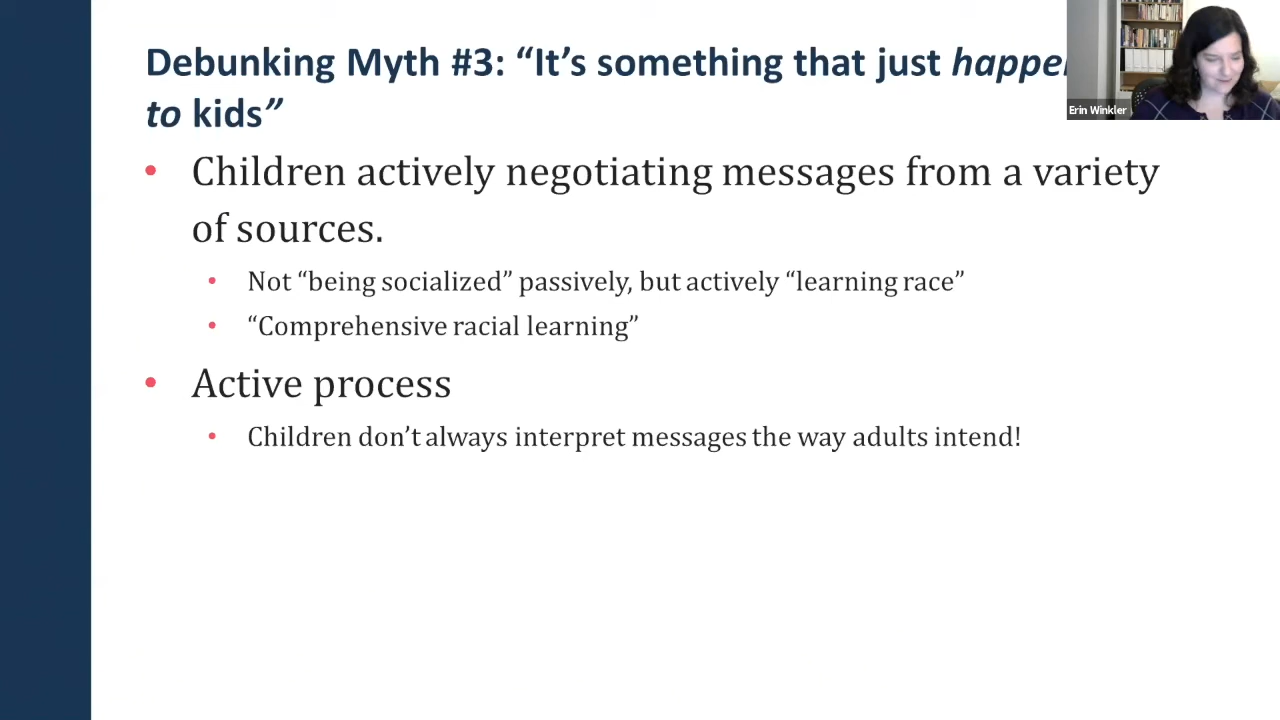 Debunking Myth #3: “It’s something that just
to kids”
Erin Winkler
• Children actively negotiating messages from a variety
of sources.
• Not “being socialized” passively, but actively “learning race”
• “Comprehensive racial learning”
• Active process
• Children don’t always interpret messages the way adults intend!